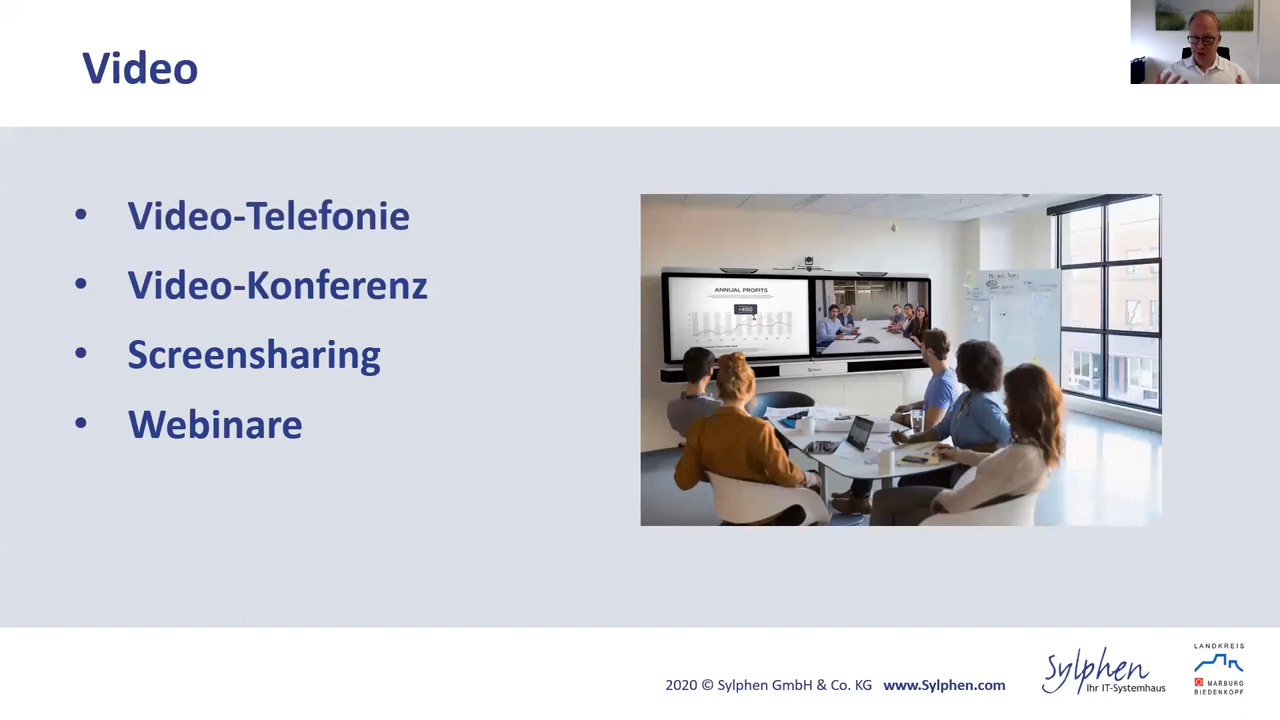 Video
• Video-Telefonie
• Video-Konferenz
• Screensharing
• Webinare
ANNUAL PROFITS
+450
2020 © Sylphen GmbH & Co. KG www.Sylphen.com
Sylphen
Ihr IT-Systemhaus
LANDKREIS
MARBURG
BIEDENKOPF